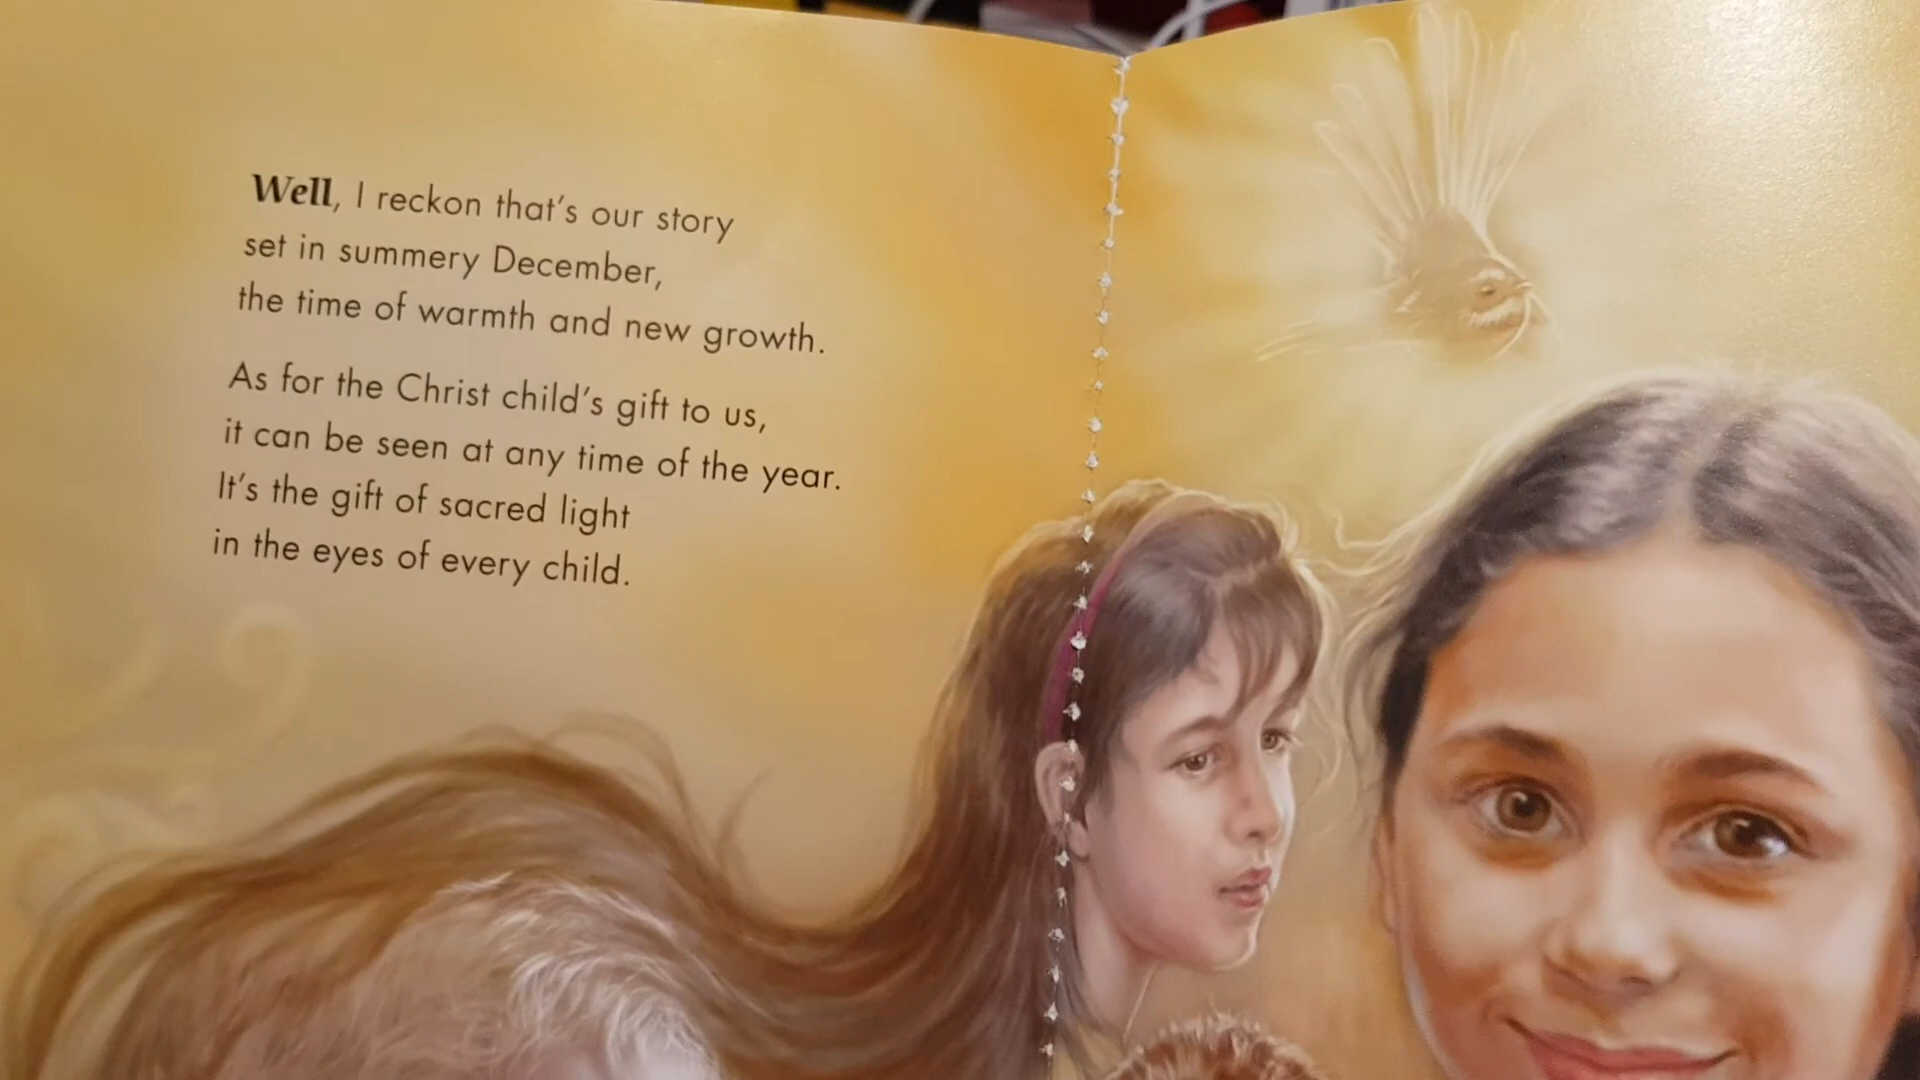 Well, I reckon that's our story
set in summery December,
the time of warmth and new growth.
As for the Christ child's gift to us,
it can be seen at any time of the year.
It's the gift of sacred light
in the eyes of every child.